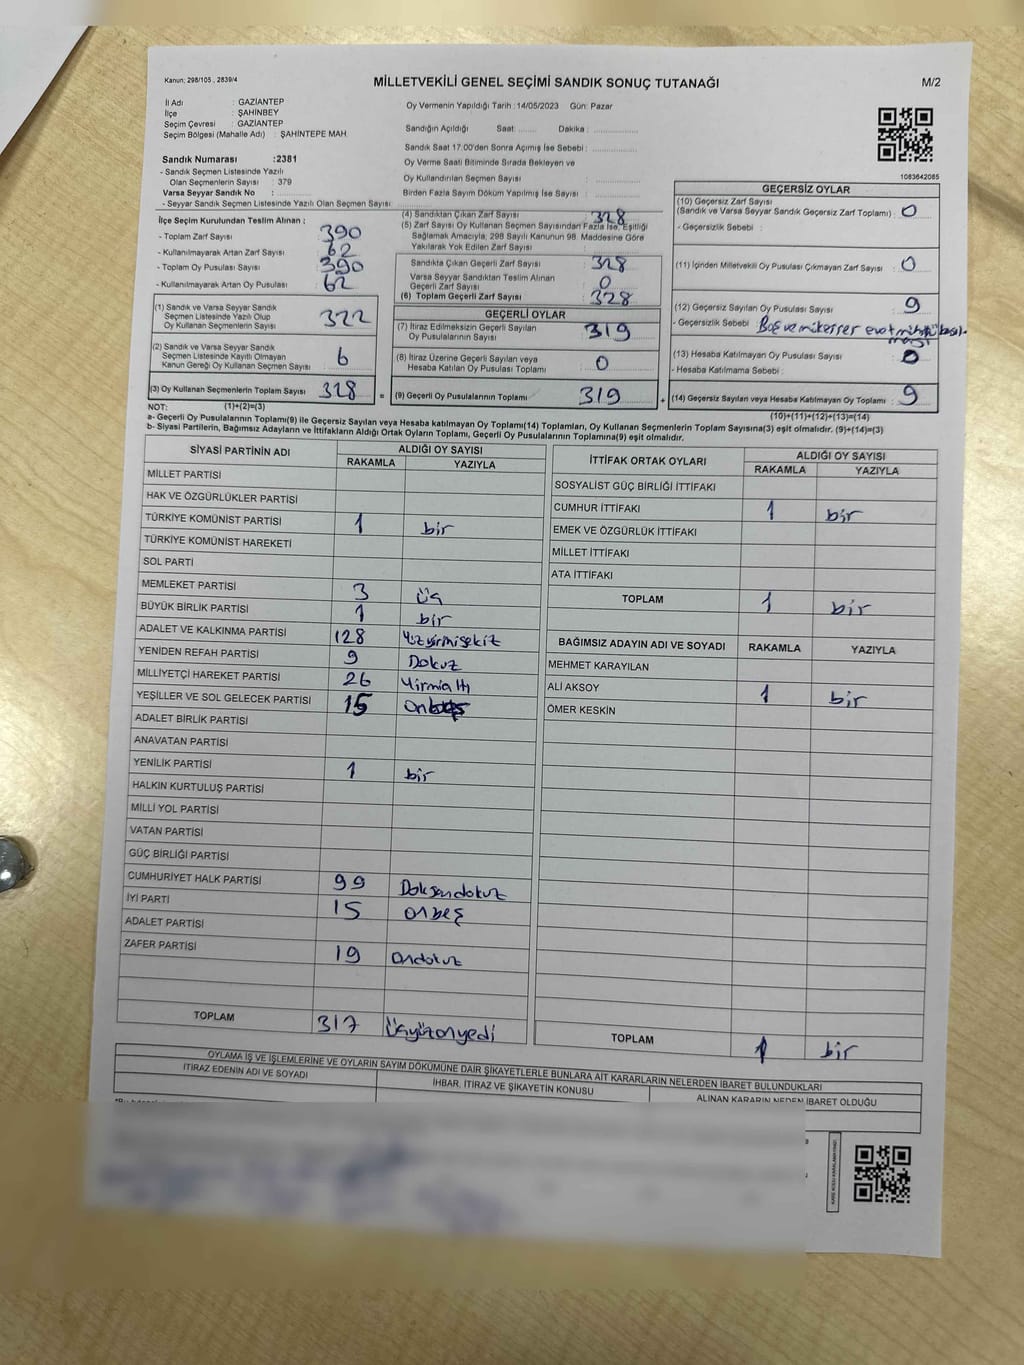 Kanun; 298/105 , 2839/4
MİLLETVEKİLİ GENEL SEÇİMİ SANDIK SONUÇ TUTANAĞI
M/2
İl Adı : GAZİANTEP
İlçe : ŞAHİNBEY
Seçim Çevresi : GAZİANTEP
Seçim Bölgesi (Mahalle Adı) : ŞAHİNTEPE MAH.
Sandık Numarası :2381
- Sandık Seçmen Listesinde Yazılı
Olan Seçmenlerin Sayısı : 379
Varsa Seyyar Sandık No :
- Seyyar Sandık Seçmen Listesinde Yazılı Olan Seçmen Sayısı :
Oy Vermenin Yapıldığı Tarih :14/05/2023 Gün: Pazar
Sandığın Açıldığı Saat: ........ Dakika : ....................
Sandık Saat 17:00'den Sonra Açımış İse Sebebi : ....................
Oy Verme Saati Bitiminde Sırada Bekleyen ve
Oy Kullandırılan Seçmen Sayısı : ....................
Birden Fazla Sayım Döküm Yapılmış İse Sayısı : ....................
1083642085
İlçe Seçim Kurulundan Teslim Alınan ;
- Toplam Zarf Sayısı : 390
- Kullanılmayarak Artan Zarf Sayısı : 62
- Toplam Oy Pusulası Sayısı : 390
- Kullanılmayarak Artan Oy Pusulası : 62
(1) Sandık ve Varsa Seyyar Sandık
Seçmen Listesinde Yazılı Olup
Oy Kullanan Seçmenlerin Sayısı : 322
(2) Sandık ve Varsa Seyyar Sandık
Seçmen Listesinde Kayıtlı Olmayan
Kanun Gereği Oy Kullanan Seçmen Sayısı : 6
(3) Oy Kullanan Seçmenlerin Toplam Sayısı : 328
(4) Sandıktan Çıkan Zarf Sayısı : 328
(5) Zarf Sayısı Oy Kullanan Seçmen Sayısından Fazla İse, Eşitliği
Sağlamak Amacıyla; 298 Sayılı Kanunun 98. Maddesine Göre
Yakılarak Yok Edilen Zarf Sayısı :
Sandıkta Çıkan Geçerli Zarf Sayısı : 328
Varsa Seyyar Sandıktan Teslim Alınan
Geçerli Zarf Sayısı : 0
(6) Toplam Geçerli Zarf Sayısı : 328
GEÇERLİ OYLAR
(7) İtiraz Edilmeksizin Geçerli Sayılan
Oy Pusulalarının Sayısı : 319
(8) İtiraz Üzerine Geçerli Sayılan veya
Hesaba Katılan Oy Pusulası Toplamı : 0
= (9) Geçerli Oy Pusulalarının Toplamı : 319
GEÇERSİZ OYLAR
(10) Geçersiz Zarf Sayısı
(Sandık ve Varsa Seyyar Sandık Geçersiz Zarf Toplamı) : 0
- Geçersizlik Sebebi :
(11) İçinden Milletvekili Oy Pusulası Çıkmayan Zarf Sayısı : 0
(12) Geçersiz Sayılan Oy Pusulası Sayısı : 9
- Geçersizlik Sebebi : Boş ve mükerrer evet
(13) Hesaba Katılmayan Oy Pusulası Sayısı : 0
- Hesaba Katılmama Sebebi :
+ (14) Geçersiz Sayılan veya Hesaba Katılmayan Oy Toplamı : 9
NOT: (1)+(2)=(3)
(10)+(11)+(12)+(13)=(14)
a- Geçerli Oy Pusulalarının Toplamı(9) ile Geçersiz Sayılan veya Hesaba katılmayan Oy Toplamı(14) Toplamları, Oy Kullanan Seçmenlerin Toplam Sayısına(3) eşit olmalıdır. (9)+(14)=(3)
b- Siyasi Partilerin, Bağımsız Adayların ve İttifakların Aldığı Ortak Oyların Toplamı, Geçerli Oy Pusulalarının Toplamına(9) eşit olmalıdır.
SİYASİ PARTİNİN ADI ALDIĞI OY SAYISI
RAKAMLA YAZIYLA
MİLLET PARTİSİ
HAK VE ÖZGÜRLÜKLER PARTİSİ
TÜRKİYE KOMÜNİST PARTİSİ 1 bir
TÜRKİYE KOMÜNİST HAREKETİ
SOL PARTİ
MEMLEKET PARTİSİ 3 üç
BÜYÜK BİRLİK PARTİSİ 1 bir
ADALET VE KALKINMA PARTİSİ 128 Yüzyirmisekiz
YENİDEN REFAH PARTİSİ 9 Dokuz
MİLLİYETÇİ HAREKET PARTİSİ 26 Yirmialtı
YEŞİLLER VE SOL GELECEK PARTİSİ 15 onbeş
ADALET BİRLİK PARTİSİ
ANAVATAN PARTİSİ
YENİLİK PARTİSİ 1 bir
HALKIN KURTULUŞ PARTİSİ
MİLLİ YOL PARTİSİ
VATAN PARTİSİ
GÜÇ BİRLİĞİ PARTİSİ
CUMHURİYET HALK PARTİSİ 99 Doksandokuz
İYİ PARTİ 15 onbeş
ADALET PARTİSİ
ZAFER PARTİSİ 19 ondokuz
TOPLAM 317 Üçyüzonyedi
İTTİFAK ORTAK OYLARI ALDIĞI OY SAYISI
RAKAMLA YAZIYLA
SOSYALİST GÜÇ BİRLİĞİ İTTİFAKI
CUMHUR İTTİFAKI 1 bir
EMEK VE ÖZGÜRLÜK İTTİFAKI
MİLLET İTTİFAKI
ATA İTTİFAKI
TOPLAM 1 bir
BAĞIMSIZ ADAYIN ADI VE SOYADI RAKAMLA YAZIYLA
MEHMET KARAYILAN
ALİ AKSOY 1 bir
ÖMER KESKİN
TOPLAM 1 bir
OYLAMA İŞ VE İŞLEMLERİNE VE OYLARIN SAYIM DÖKÜMÜNE DAİR ŞİKAYETLERLE BUNLARA AİT KARARLARIN NELERDEN İBARET BULUNDUKLARI
İTİRAZ EDENİN ADI VE SOYADI
İHBAR, İTİRAZ VE ŞİKAYETİN KONUSU
ALINAN KARARIN NEDEN İBARET OLDUĞU